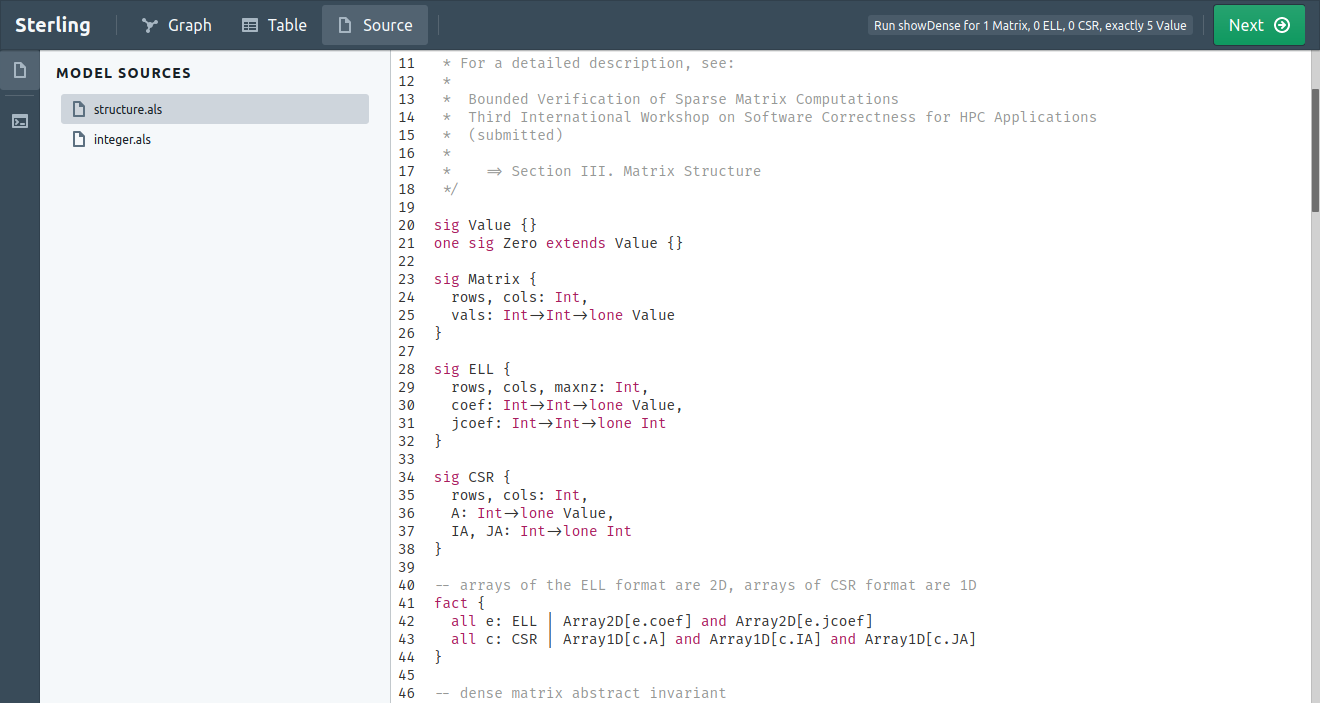 Sterling Graph Table Source Run showDense for 1 Matrix, 0 ELL, 0 CSR, exactly 5 Value Next
MODEL SOURCES
structure.als
integer.als
11 * For a detailed description, see:
12 *
13 * Bounded Verification of Sparse Matrix Computations
14 * Third International Workshop on Software Correctness for HPC Applications
15 * (submitted)
16 *
17 * ⇒ Section III. Matrix Structure
18 */
19
20 sig Value {}
21 one sig Zero extends Value {}
22
23 sig Matrix {
24 rows, cols: Int,
25 vals: Int→Int→lone Value
26 }
27
28 sig ELL {
29 rows, cols, maxnz: Int,
30 coef: Int→Int→lone Value,
31 jcoef: Int→Int→lone Int
32 }
33
34 sig CSR {
35 rows, cols: Int,
36 A: Int→lone Value,
37 IA, JA: Int→lone Int
38 }
39
40 -- arrays of the ELL format are 2D, arrays of CSR format are 1D
41 fact {
42 all e: ELL | Array2D[e.coef] and Array2D[e.jcoef]
43 all c: CSR | Array1D[c.A] and Array1D[c.IA] and Array1D[c.JA]
44 }
45
46 -- dense matrix abstract invariant